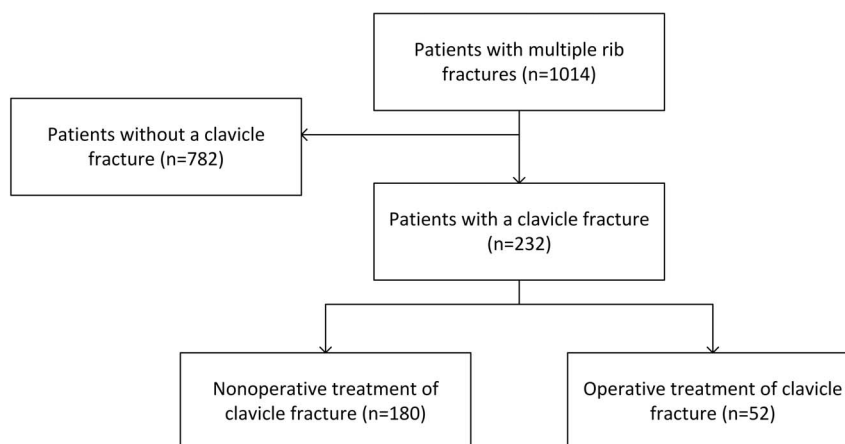 Patients with multiple rib
fractures (n=1014)
Patients without a clavicle
fracture (n=782)
Patients with a clavicle fracture
(n=232)
Nonoperative treatment of
clavicle fracture (n=180)
Operative treatment of clavicle
fracture (n=52)